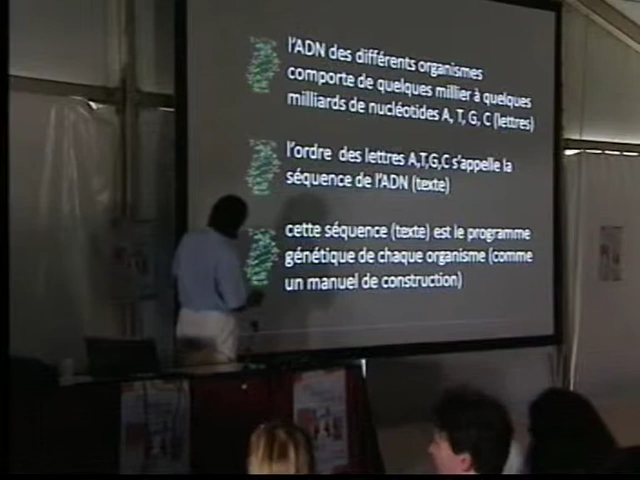 l'ADN des différents organismes
comporte de quelques millier à quelques
milliards de nucléotides A, T, G, C (lettres)
l'ordre des lettres A,T,G,C s'appelle la
séquence de l'ADN (texte)
cette séquence (texte) est le programme
génétique de chaque organisme (comme
un manuel de construction)